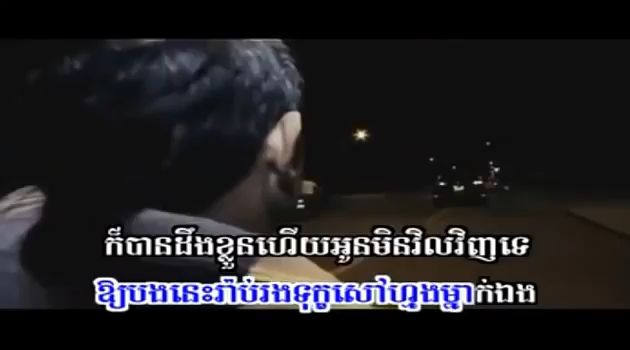 ក៏បានដឹងខ្លួនហើយអូនមិនវិលវិញទេ
ឱ្យបងនេះរ៉ាប់រងទុក្ខសៅហ្មងម្នាក់ឯង